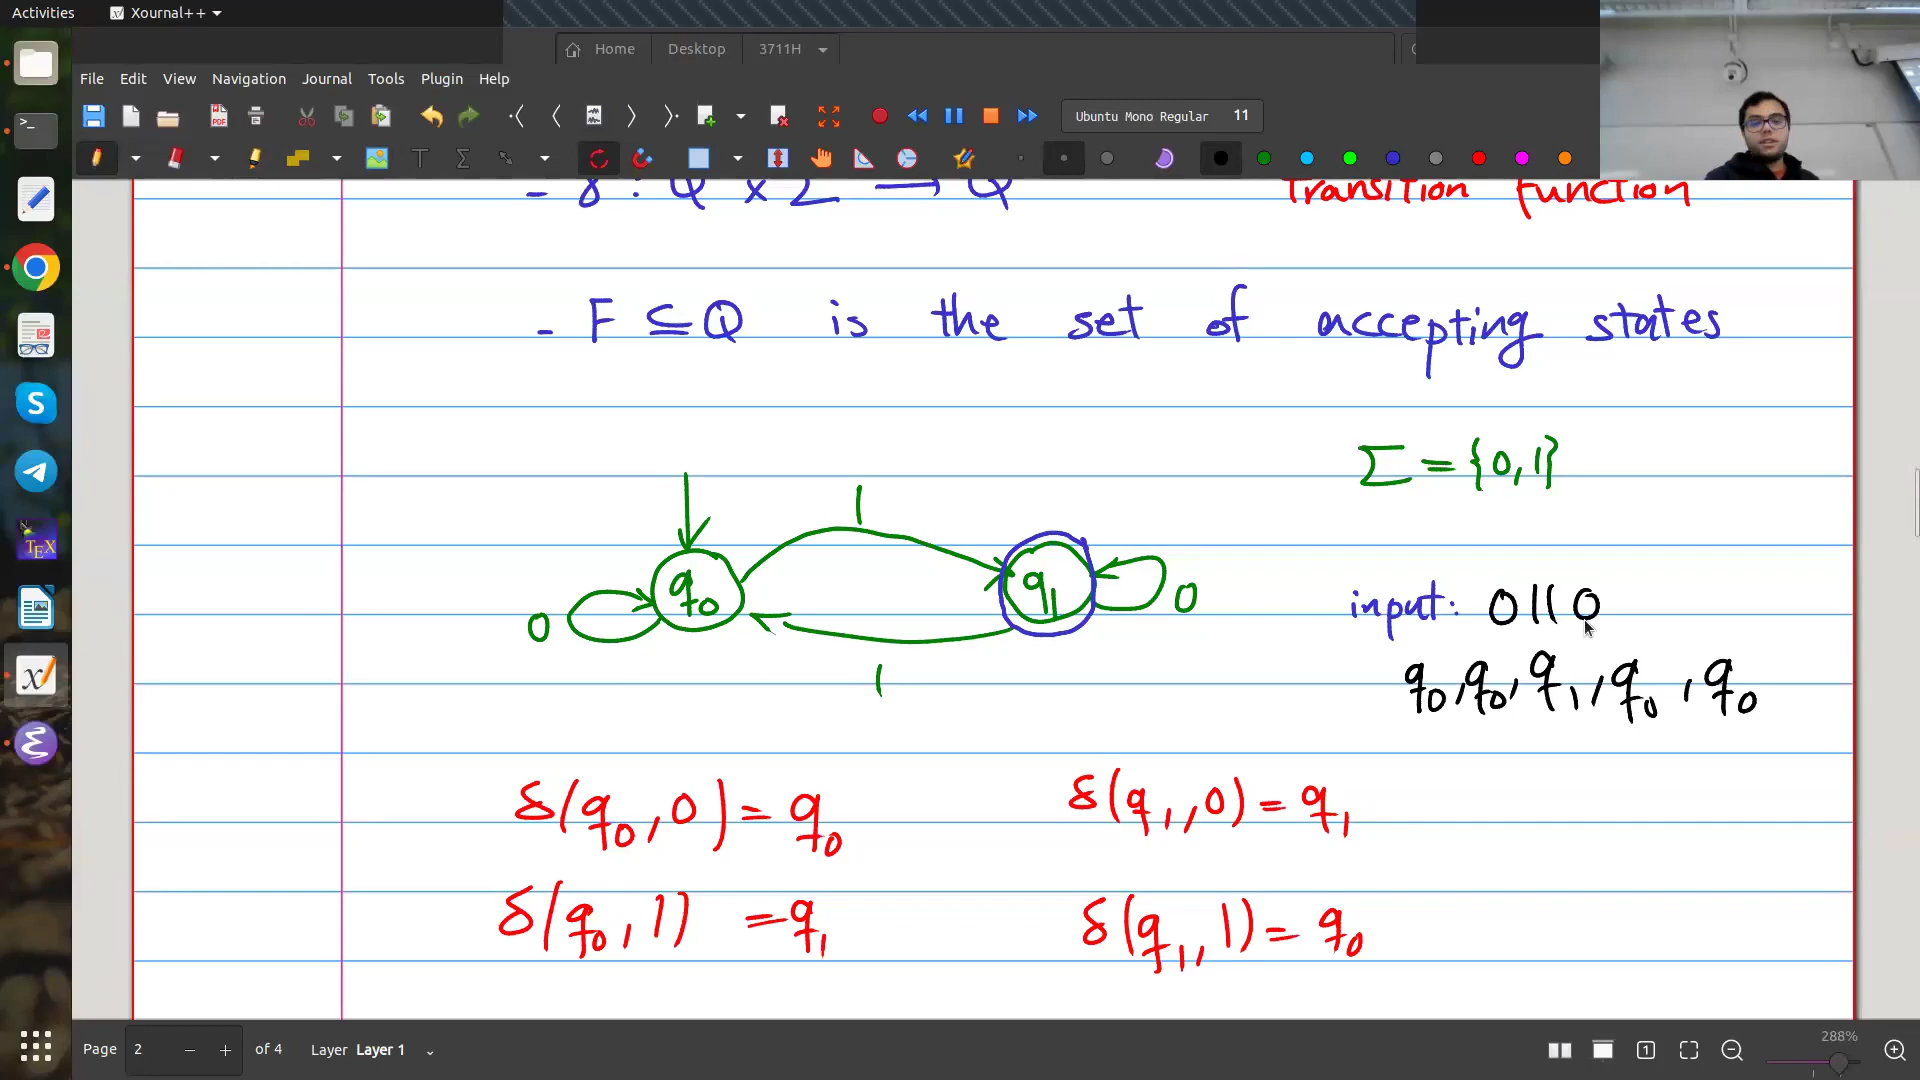 Activities Xournal++
Home Desktop 3711H
File Edit View Navigation Journal Tools Plugin Help
Ubuntu Mono Regular 11
- δ : Q × Σ → Q Transition Function
- F ⊆ Q is the set of accepting states
Σ = {0,1}
1
q0 q1
0 0
1
input: 0110
q0, q0, q1, q0, q0
δ(q0, 0) = q0 δ(q1, 0) = q1
δ(q0, 1) = q1 δ(q1, 1) = q0
Page 2 of 4 Layer Layer 1 288%